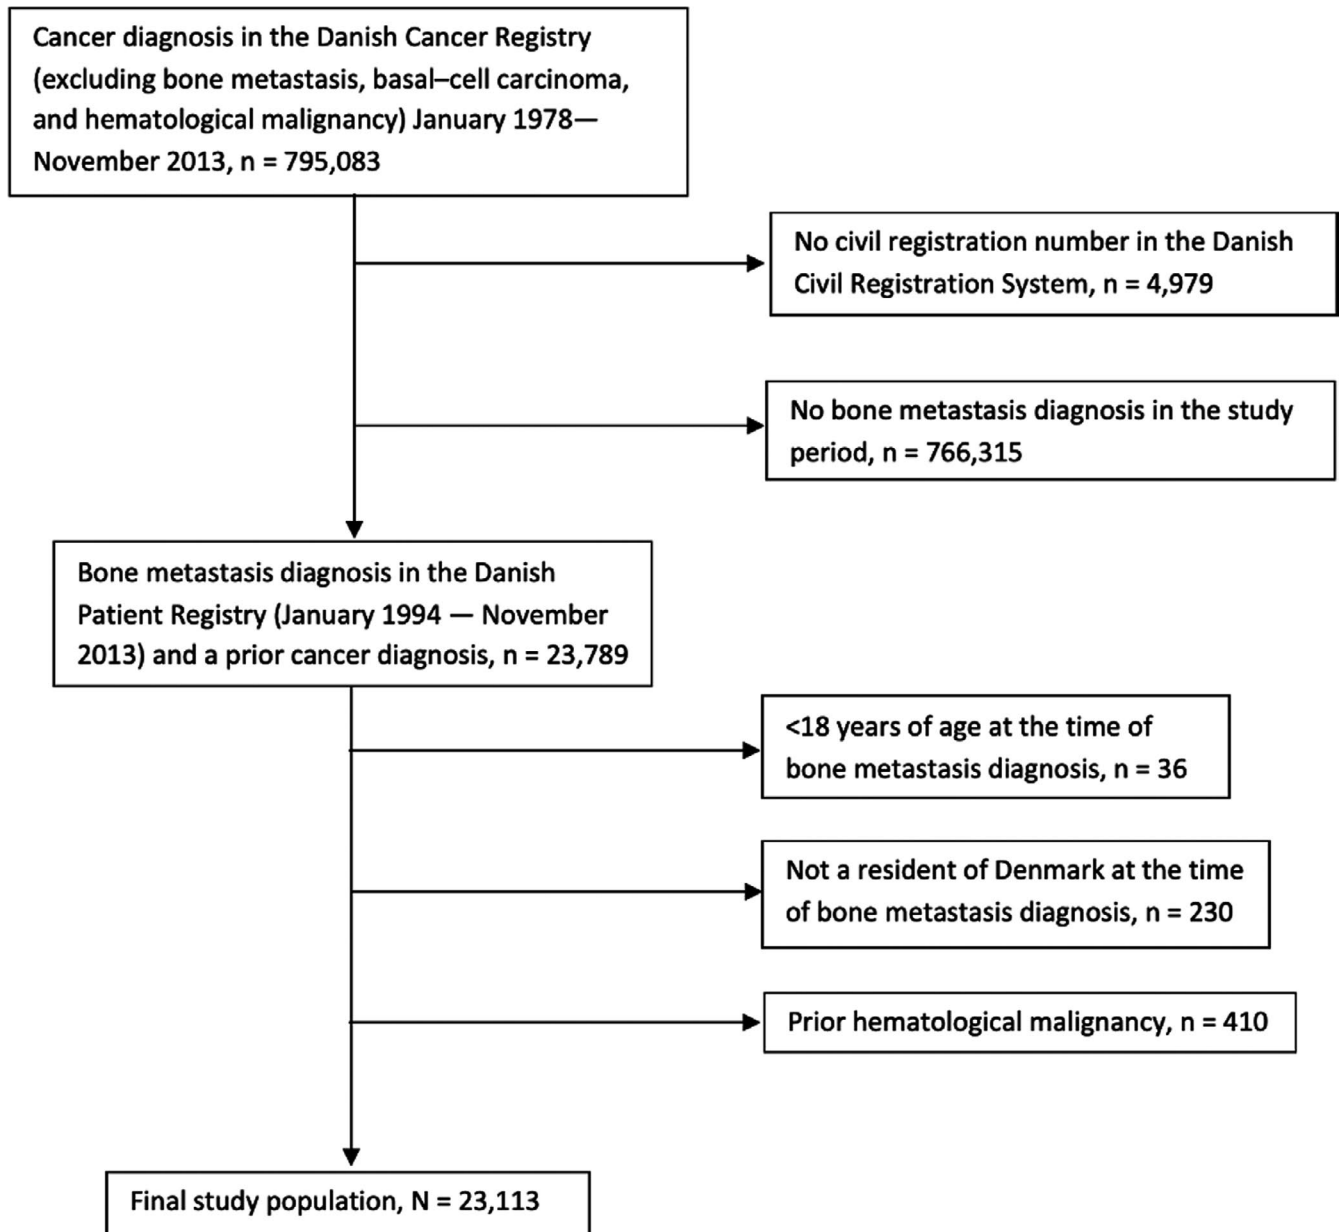 Cancer diagnosis in the Danish Cancer Registry
(excluding bone metastasis, basal–cell carcinoma,
and hematological malignancy) January 1978—
November 2013, n = 795,083
No civil registration number in the Danish
Civil Registration System, n = 4,979
No bone metastasis diagnosis in the study
period, n = 766,315
Bone metastasis diagnosis in the Danish
Patient Registry (January 1994 — November
2013) and a prior cancer diagnosis, n = 23,789
<18 years of age at the time of
bone metastasis diagnosis, n = 36
Not a resident of Denmark at the time
of bone metastasis diagnosis, n = 230
Prior hematological malignancy, n = 410
Final study population, N = 23,113